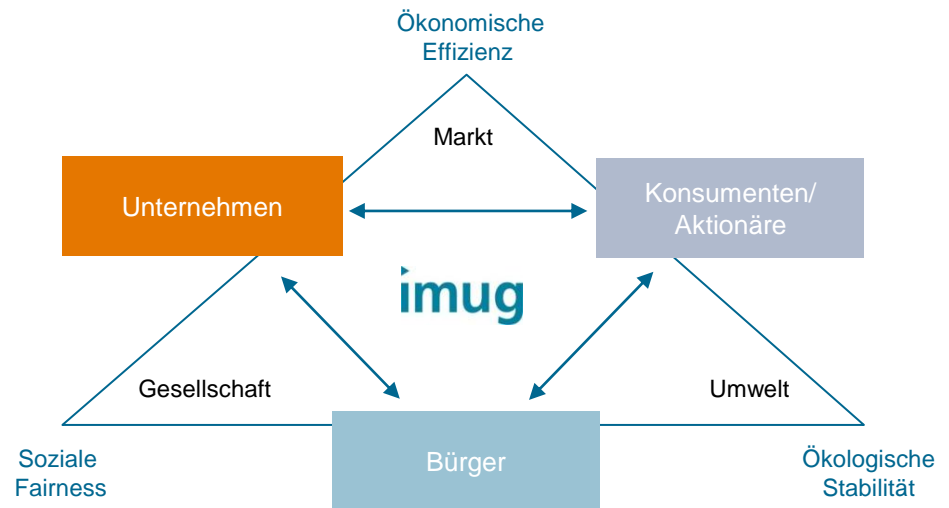 Ökonomische
Effizienz
Markt
Unternehmen
Konsumenten/
Aktionäre
imug
Gesellschaft
Umwelt
Bürger
Soziale
Fairness
Ökologische
Stabilität